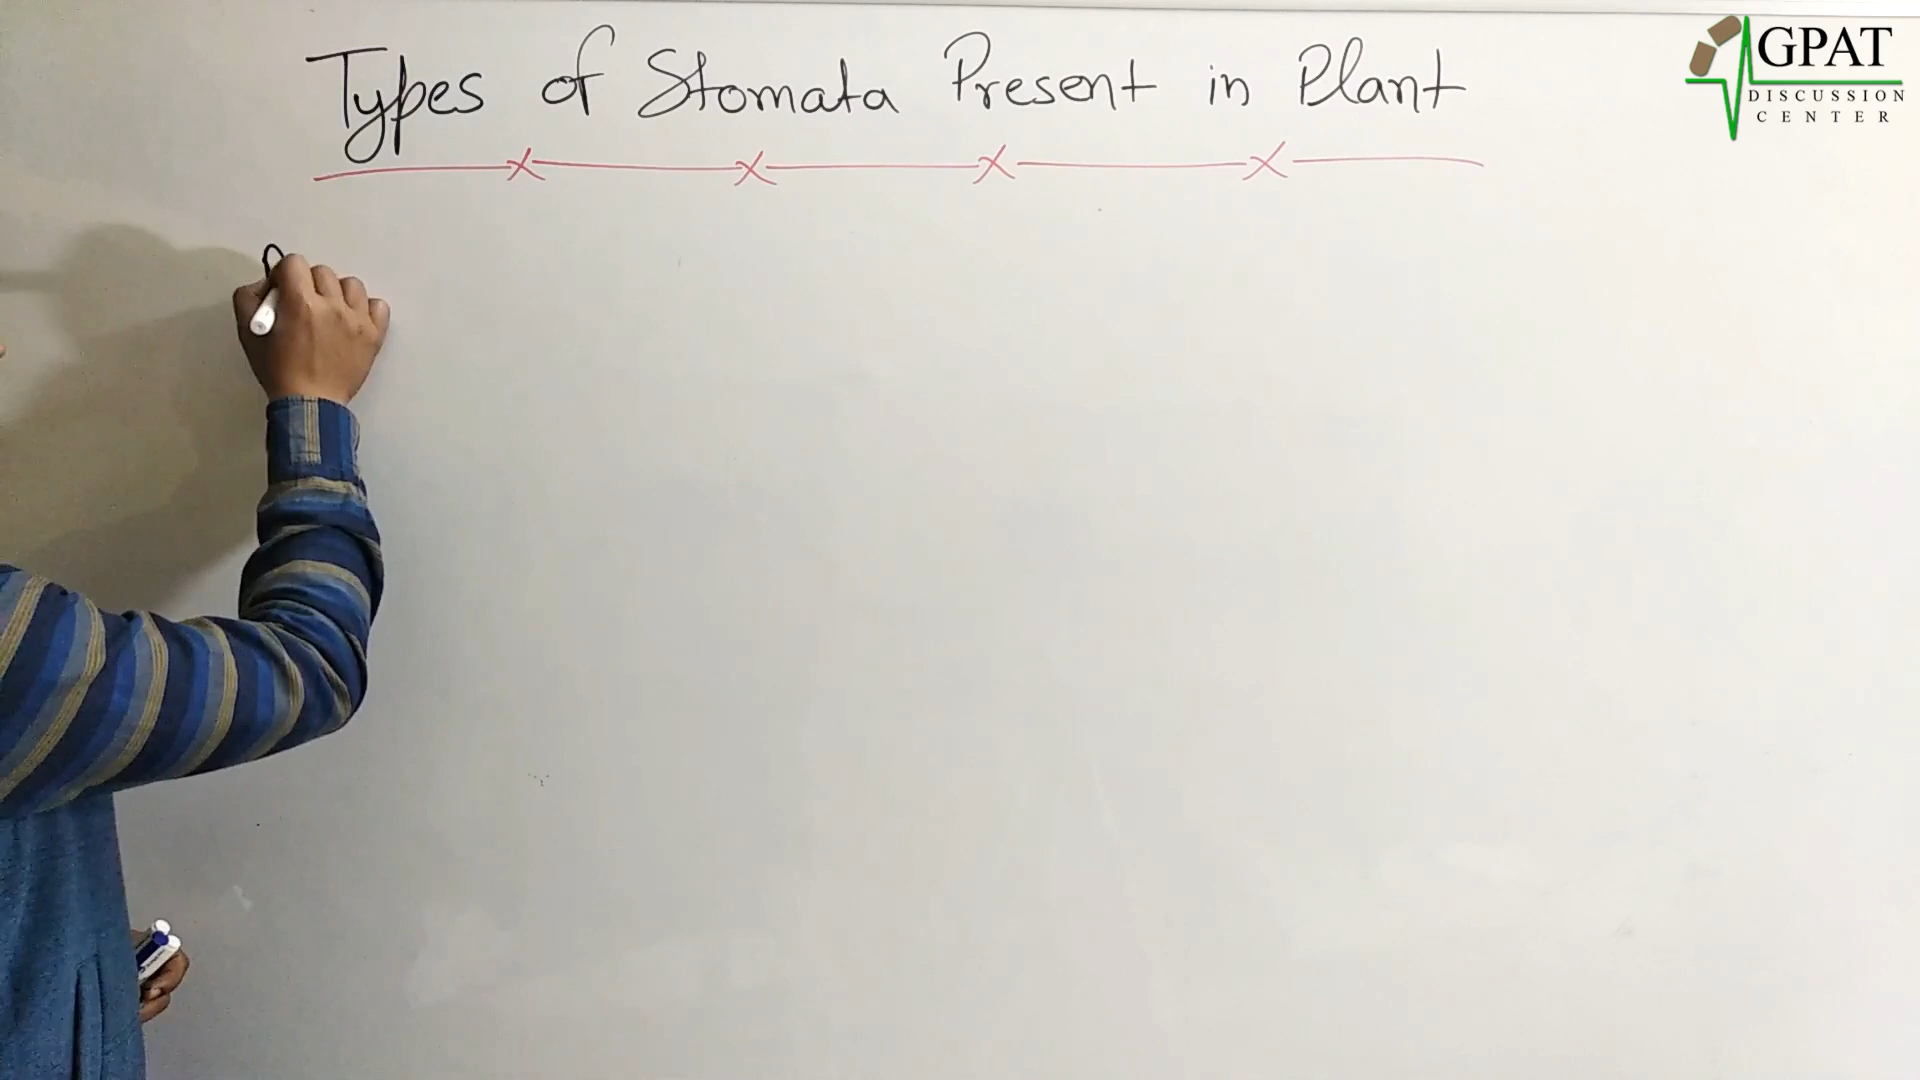 Types of Stomata Present in Plant
GPAT
DISCUSSION
CENTER